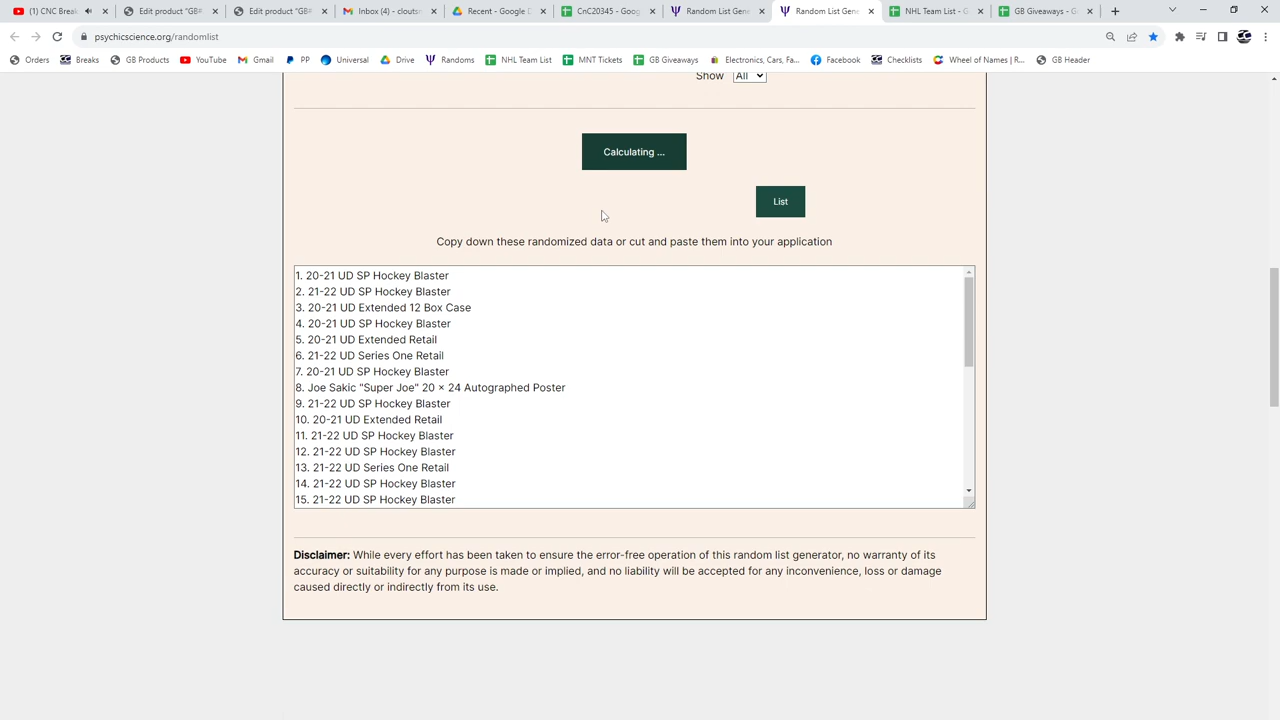 (1) CNC Break
Edit product "GB#
Edit product "GB#
Inbox (4) - cloutsn
Recent - Google D
CnC20345 - Goog
Random List Gene
Random List Gene
NHL Team List - G
GB Giveaways - G
psychicscience.org/randomlist
Orders
Breaks
GB Products
YouTube
Gmail
PP
Universal
Drive
Randoms
NHL Team List
MNT Tickets
GB Giveaways
Electronics, Cars, Fa...
Facebook
Checklists
Wheel of Names | R...
GB Header
Show All
Calculating ...
List
Copy down these randomized data or cut and paste them into your application
1. 20-21 UD SP Hockey Blaster
2. 21-22 UD SP Hockey Blaster
3. 20-21 UD Extended 12 Box Case
4. 20-21 UD SP Hockey Blaster
5. 20-21 UD Extended Retail
6. 21-22 UD Series One Retail
7. 20-21 UD SP Hockey Blaster
8. Joe Sakic "Super Joe" 20 × 24 Autographed Poster
9. 21-22 UD SP Hockey Blaster
10. 20-21 UD Extended Retail
11. 21-22 UD SP Hockey Blaster
12. 21-22 UD SP Hockey Blaster
13. 21-22 UD Series One Retail
14. 21-22 UD SP Hockey Blaster
15. 21-22 UD SP Hockey Blaster
Disclaimer: While every effort has been taken to ensure the error-free operation of this random list generator, no warranty of its
accuracy or suitability for any purpose is made or implied, and no liability will be accepted for any inconvenience, loss or damage
caused directly or indirectly from its use.